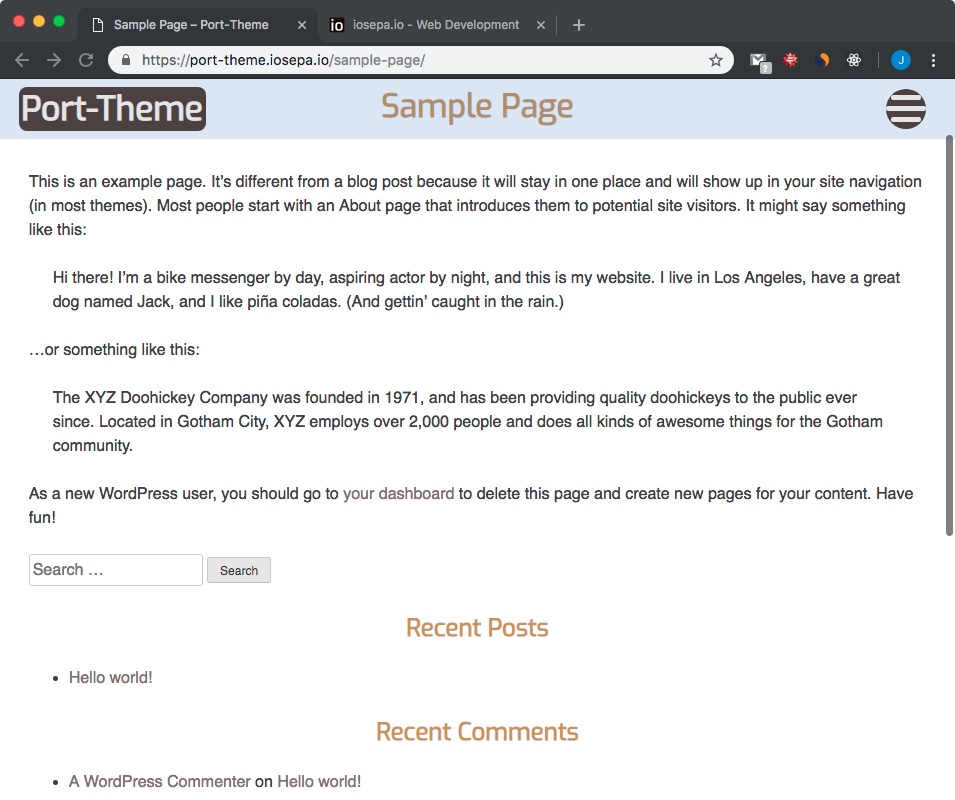 Sample Page – Port-Theme
iosepa.io - Web Development
https://port-theme.iosepa.io/sample-page/
J
Port-Theme
Sample Page
This is an example page. It’s different from a blog post because it will stay in one place and will show up in your site navigation
(in most themes). Most people start with an About page that introduces them to potential site visitors. It might say something
like this:
Hi there! I’m a bike messenger by day, aspiring actor by night, and this is my website. I live in Los Angeles, have a great
dog named Jack, and I like piña coladas. (And gettin’ caught in the rain.)
…or something like this:
The XYZ Doohickey Company was founded in 1971, and has been providing quality doohickeys to the public ever
since. Located in Gotham City, XYZ employs over 2,000 people and does all kinds of awesome things for the Gotham
community.
As a new WordPress user, you should go to your dashboard to delete this page and create new pages for your content. Have
fun!
Search …
Search
Recent Posts
Hello world!
Recent Comments
A WordPress Commenter on Hello world!